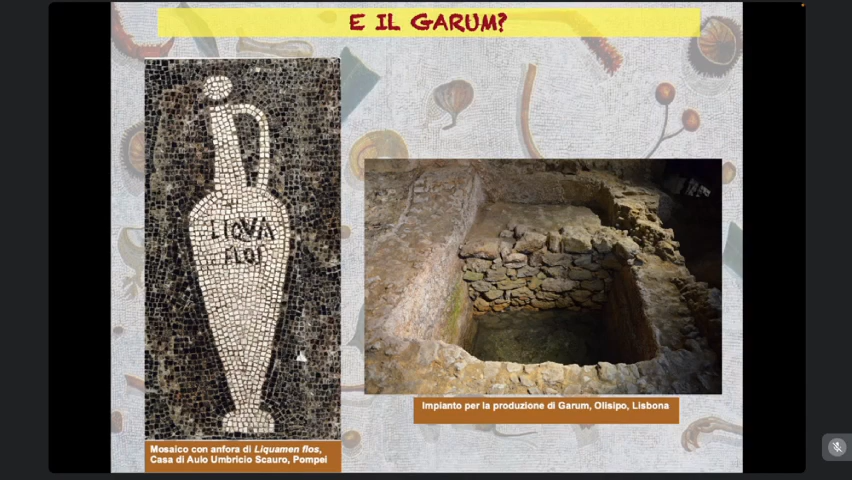 E IL GARUM?
LIQVA
FLOS
Impianto per la produzione di Garum, Olisipo, Lisbona
Mosaico con anfora di Liquamen flos,
Casa di Aulo Umbricio Scauro, Pompei